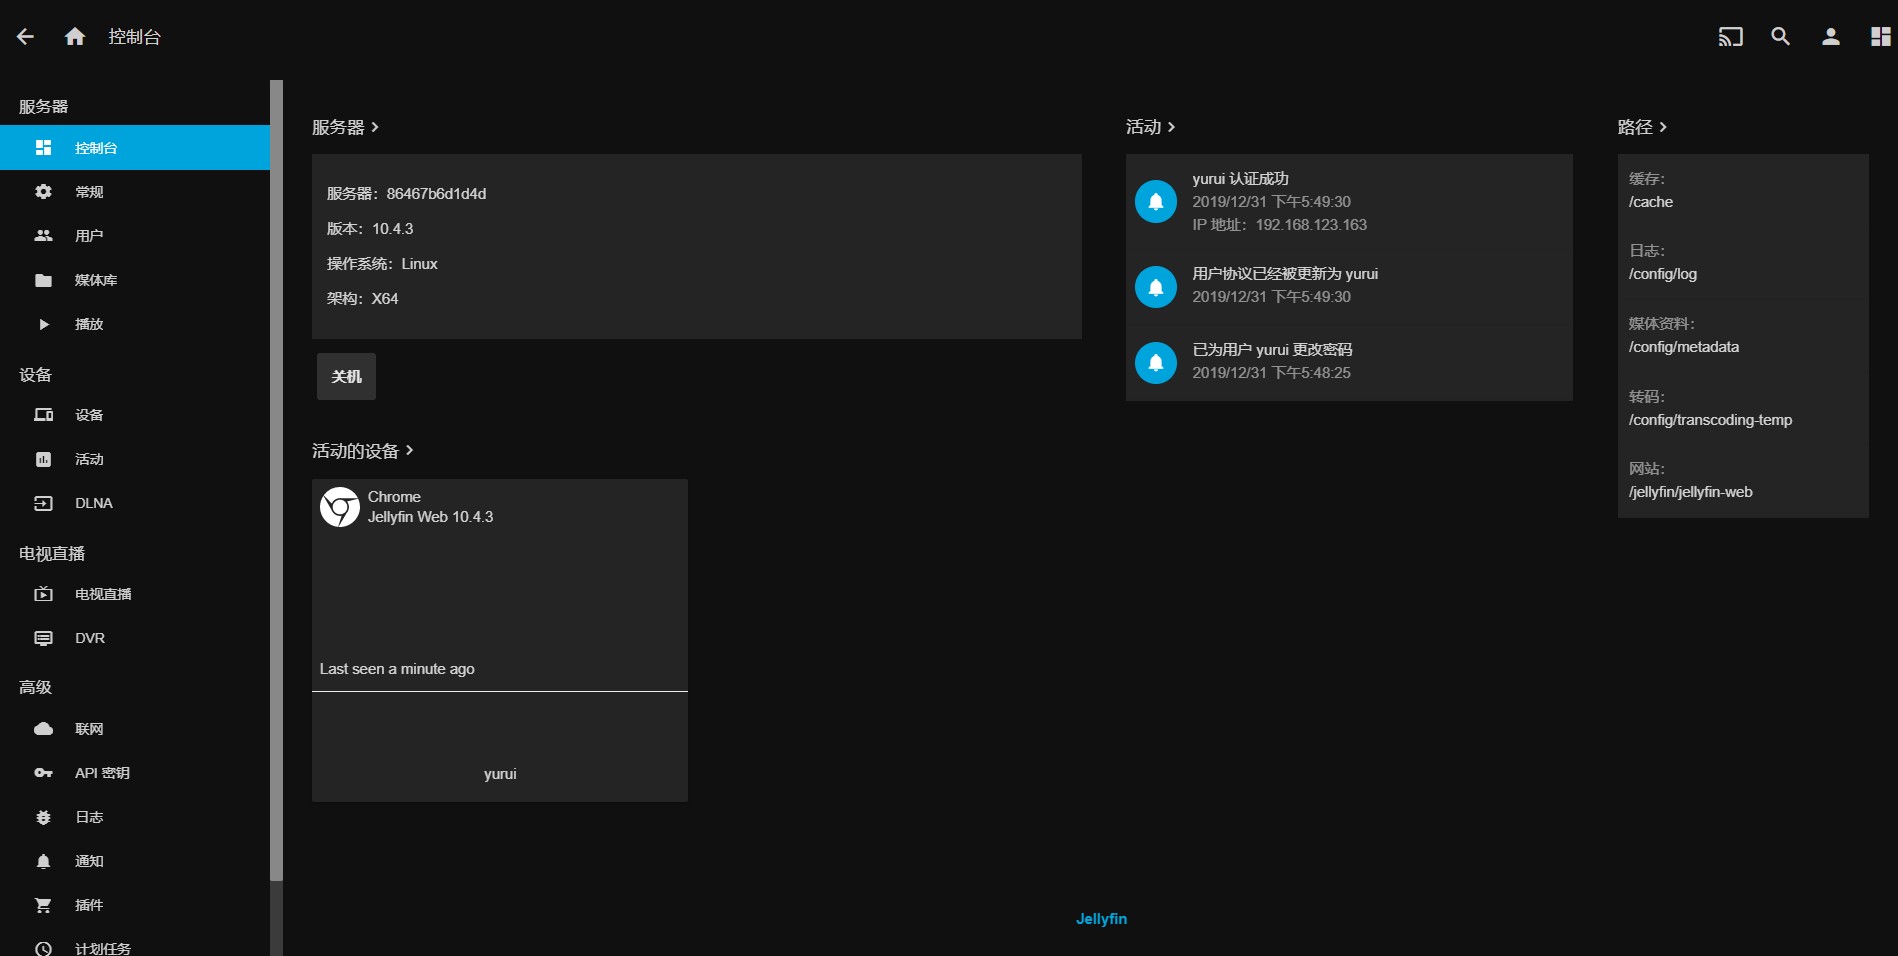 控制台
服务器
控制台
常规
用户
媒体库
播放
设备
设备
活动
DLNA
电视直播
电视直播
DVR
高级
联网
API 密钥
日志
通知
插件
计划任务
服务器
服务器：86467b6d1d4d
版本：10.4.3
操作系统：Linux
架构：X64
关机
活动的设备
Chrome
Jellyfin Web 10.4.3
Last seen a minute ago
yurui
活动
yurui 认证成功
2019/12/31 下午5:49:30
IP 地址：192.168.123.163
用户协议已经被更新为 yurui
2019/12/31 下午5:49:30
已为用户 yurui 更改密码
2019/12/31 下午5:48:25
路径
缓存：
/cache
日志：
/config/log
媒体资料：
/config/metadata
转码：
/config/transcoding-temp
网站：
/jellyfin/jellyfin-web
Jellyfin